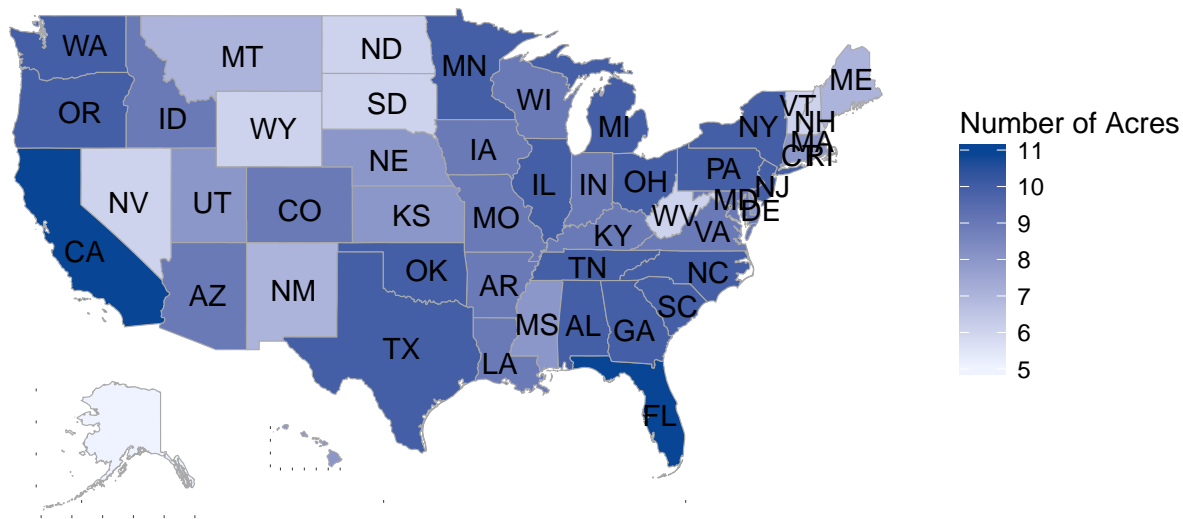 WA
MT
ND
MN
OR
ID
SD
WY
WI
MI
ME
VT
NH
NY
MA
CT
RI
NV
UT
CO
NE
IA
KS
MO
IL
IN
OH
PA
NJ
MD
DE
WV
VA
KY
CA
AZ
NM
OK
AR
TN
NC
SC
TX
LA
MS
AL
GA
FL
Number of Acres
11
10
9
8
7
6
5